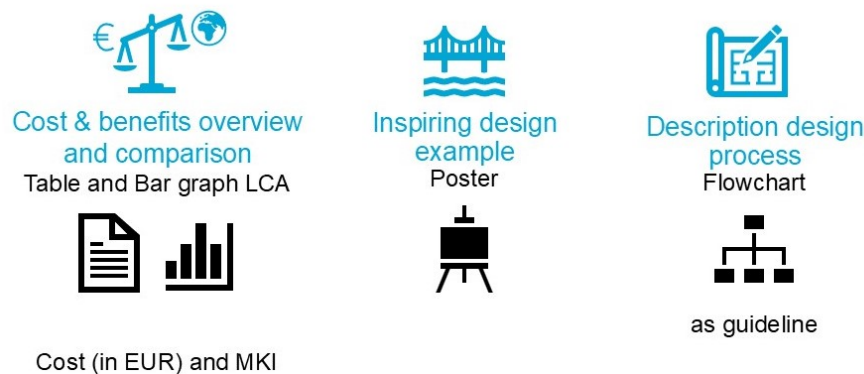 €
Cost & benefits overview
and comparison
Table and Bar graph LCA
Cost (in EUR) and MKI
Inspiring design
example
Poster
Description design
process
Flowchart
as guideline